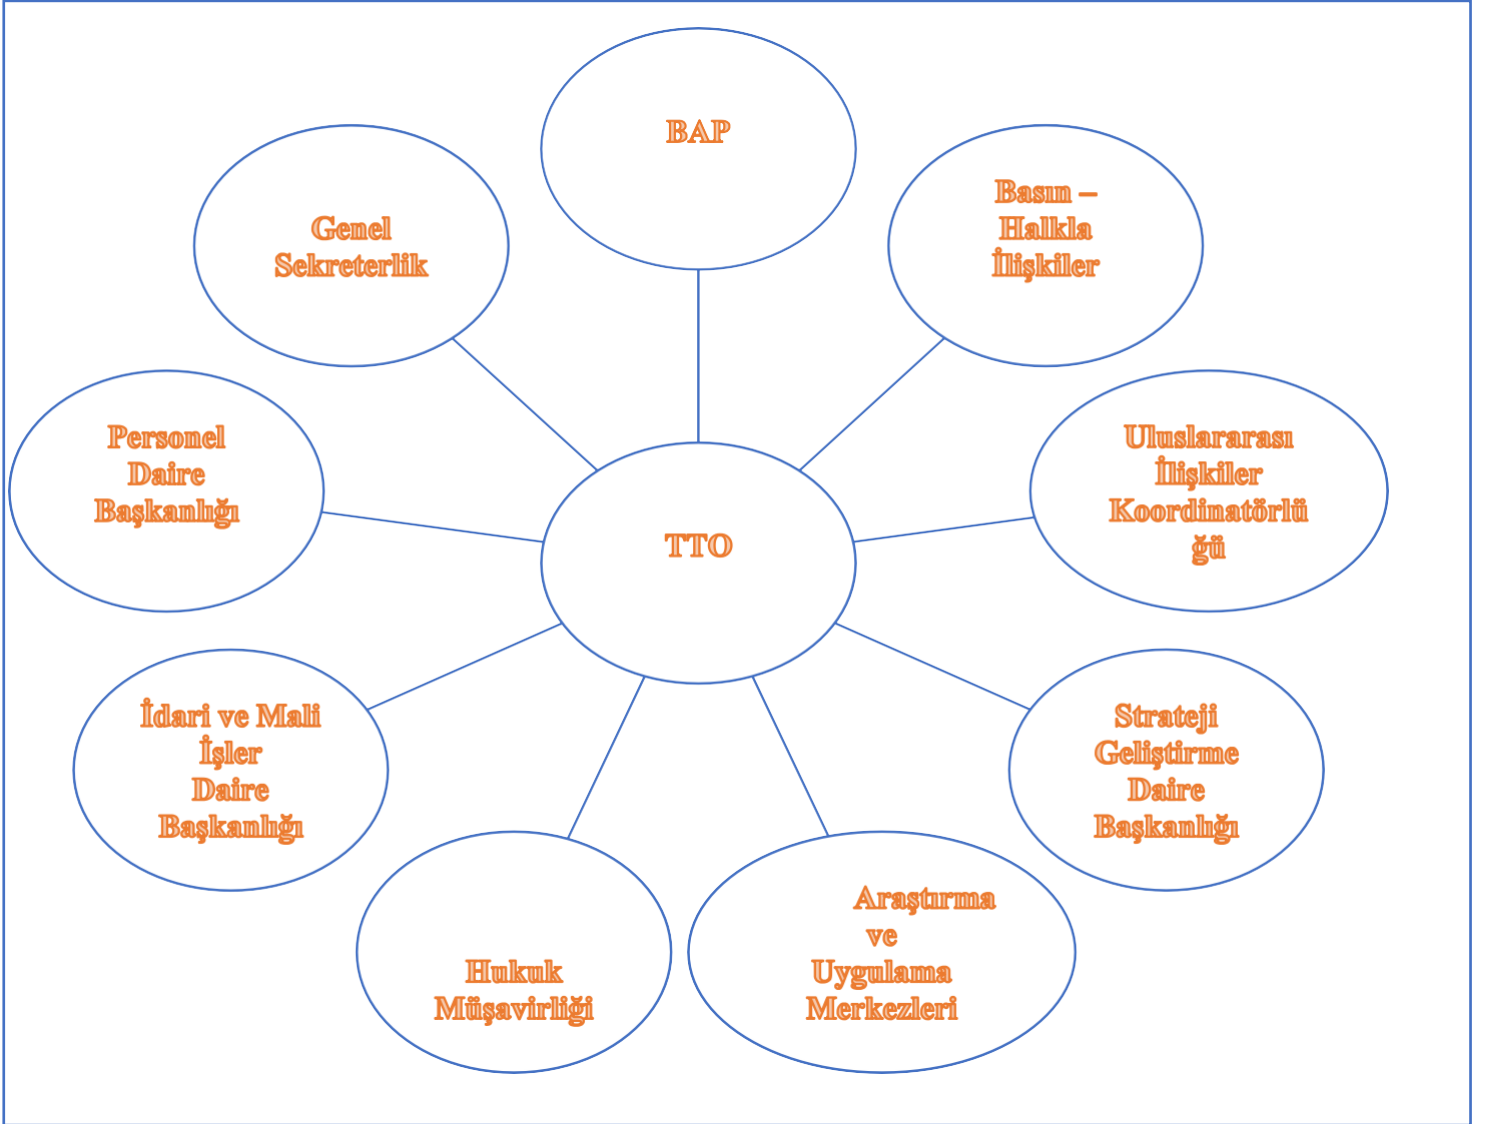 BAP
Basın –
Halkla
İlişkiler
Genel
Sekreterlik
Uluslararası
İlişkiler
Koordinatörlü
ğü
Personel
Daire
Başkanlığı
TTO
İdari ve Mali
İşler
Daire
Başkanlığı
Strateji
Geliştirme
Daire
Başkanlığı
Hukuk
Müşavirliği
Araştırma
ve
Uygulama
Merkezleri